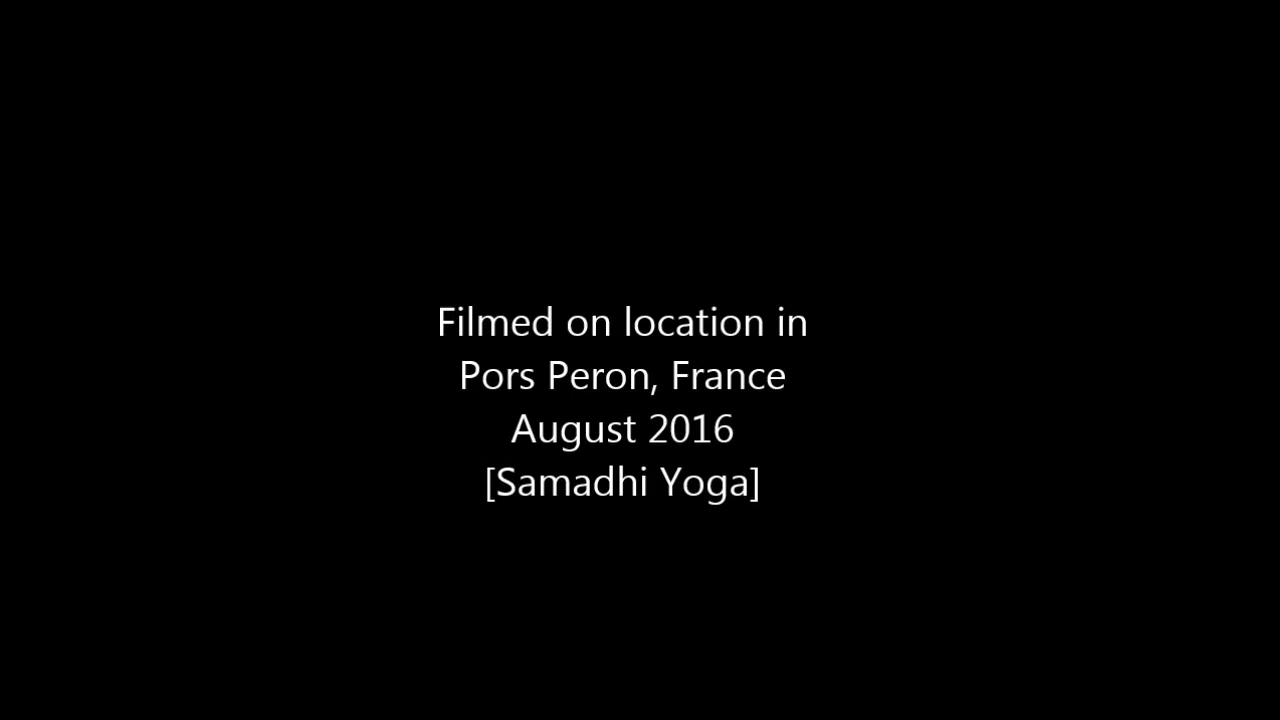 Filmed on location in
Pors Peron, France
August 2016
[Samadhi Yoga]